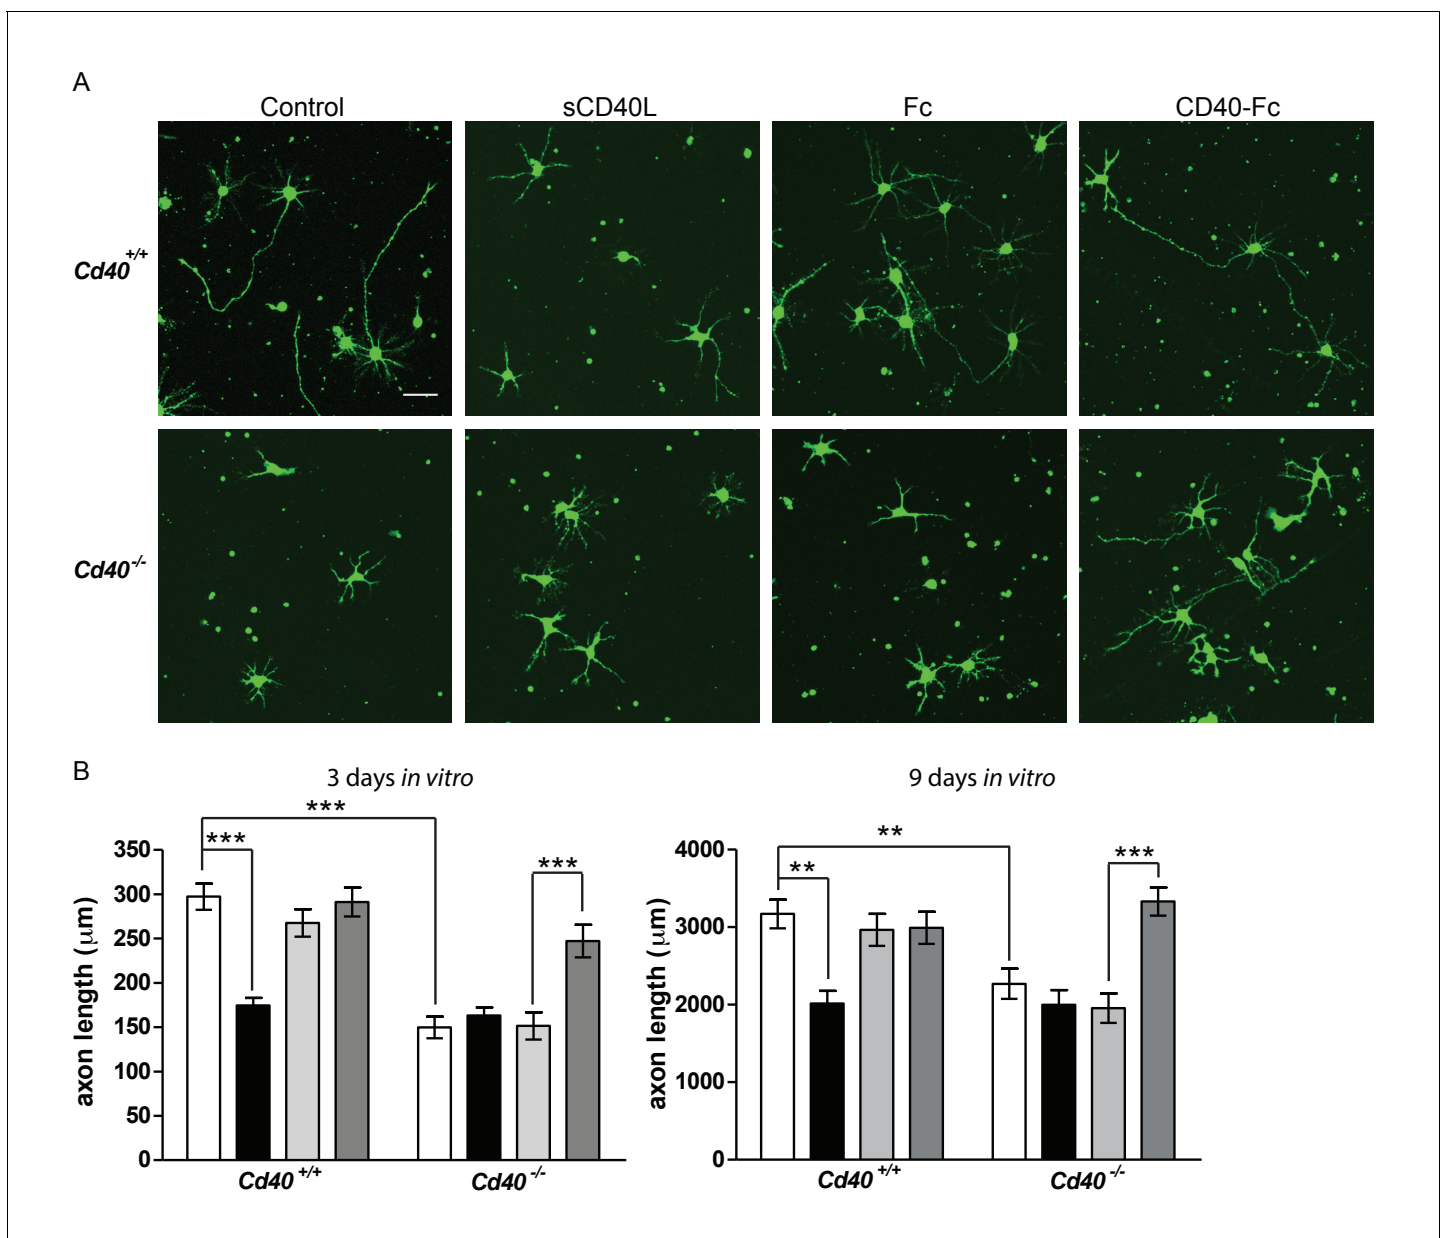 A
Control sCD40L Fc CD40-Fc
Cd40+/+
Cd40-/-
B
3 days in vitro
***
***
***
350
300
250
200
150
100
50
0
axon length (μm)
Cd40+/+ Cd40-/-
9 days in vitro
**
**
***
4000
3000
2000
1000
0
axon length (μm)
Cd40+/+ Cd40-/-